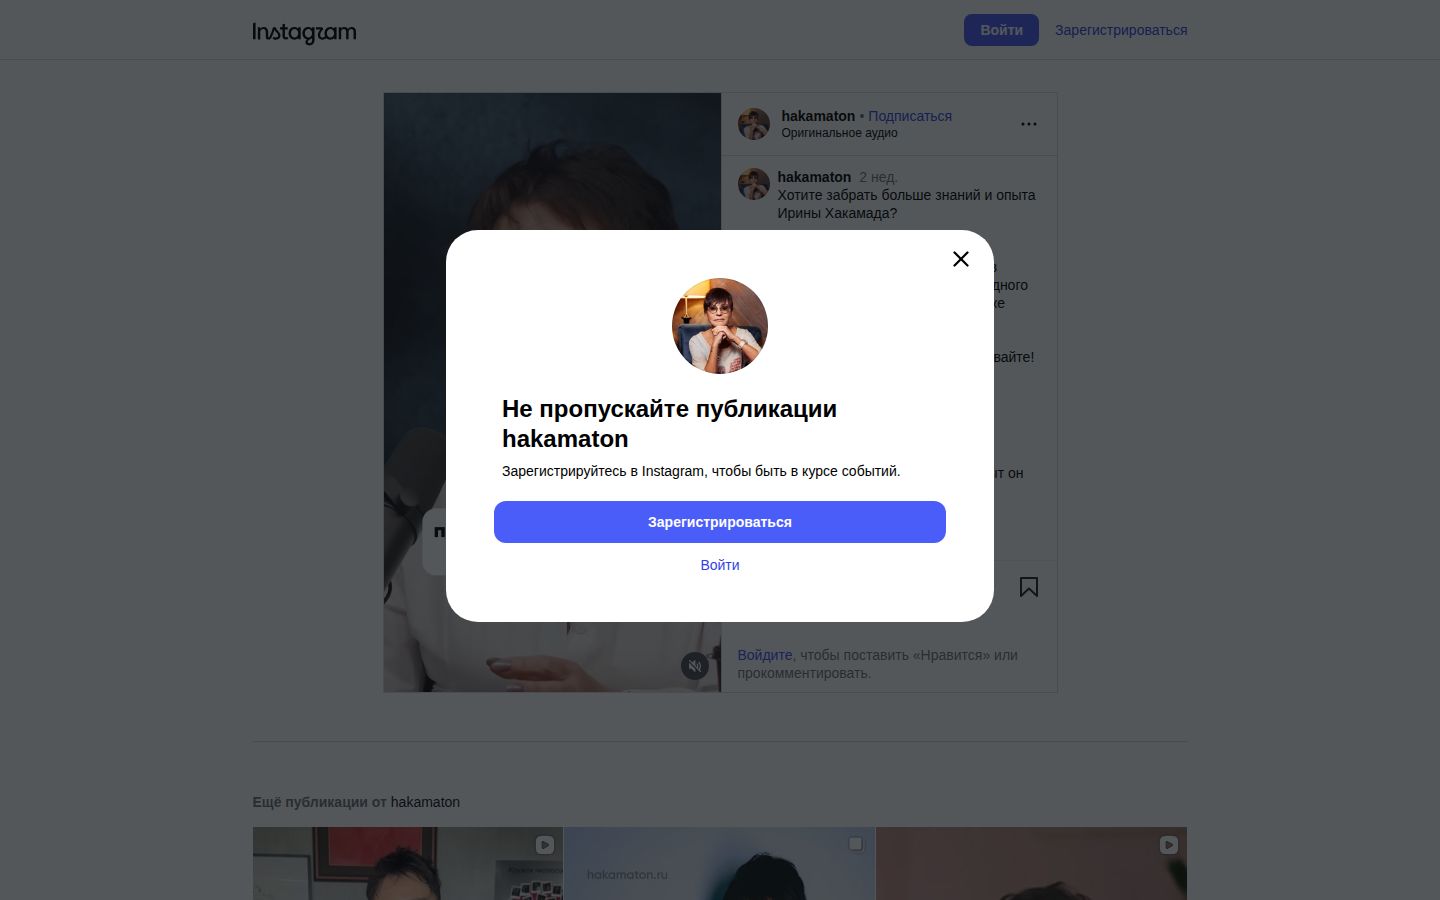 Instagram
Войти
Зарегистрироваться
hakamaton • Подписаться
Оригинальное аудио
hakamaton 2 нед.
Хотите забрать больше знаний и опыта
Ирины Хакамада?
Не пропускайте публикации
hakamaton
Зарегистрируйтесь в Instagram, чтобы быть в курсе событий.
Зарегистрироваться
Войти
Войдите, чтобы поставить «Нравится» или
прокомментировать.
Ещё публикации от hakamaton
hakamaton.ru